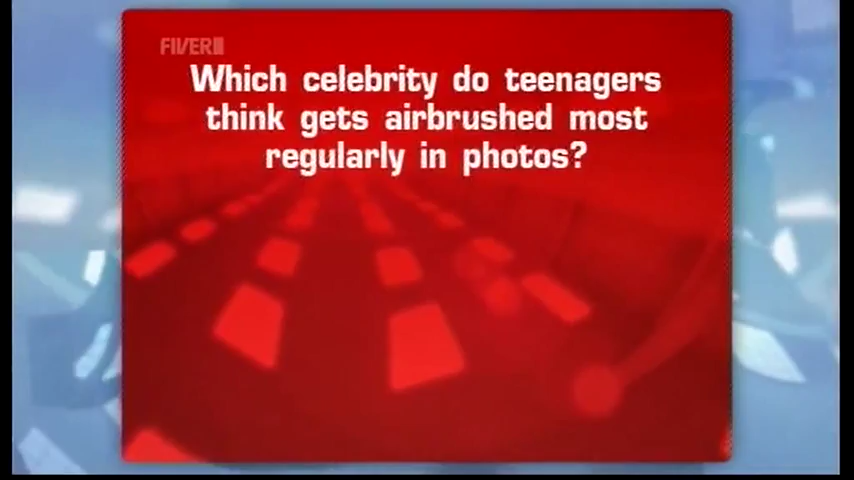 FIVER
Which celebrity do teenagers
think gets airbrushed most
regularly in photos?